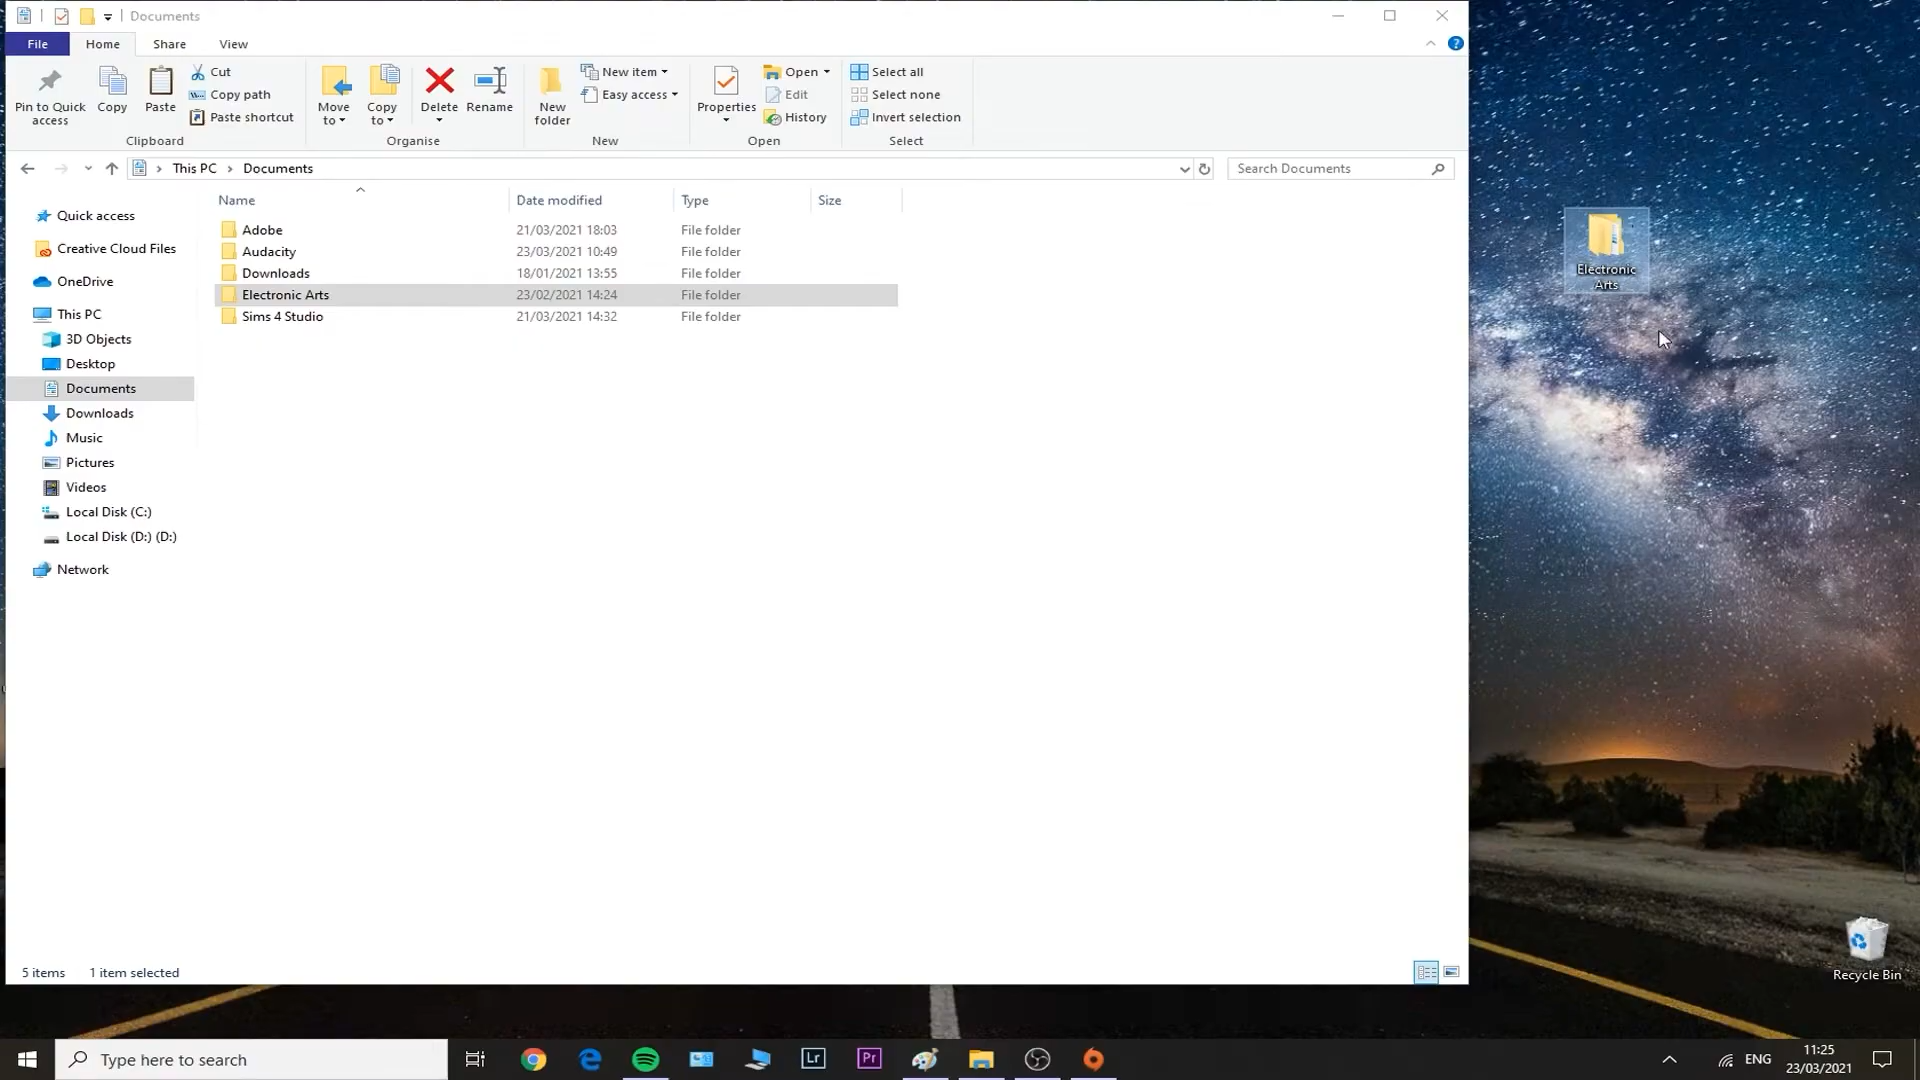 Documents
File Home Share View
Pin to Quick access
Copy
Paste
Cut
Copy path
Paste shortcut
Move to
Copy to
Delete
Rename
New folder
New item
Easy access
Properties
Open
Edit
History
Select all
Select none
Invert selection
Clipboard Organise New Open Select
This PC Documents
Search Documents
Name Date modified Type Size
Adobe 21/03/2021 18:03 File folder
Audacity 23/03/2021 10:49 File folder
Downloads 18/01/2021 13:55 File folder
Electronic Arts 23/02/2021 14:24 File folder
Sims 4 Studio 21/03/2021 14:32 File folder
Quick access
Creative Cloud Files
OneDrive
This PC
3D Objects
Desktop
Documents
Downloads
Music
Pictures
Videos
Local Disk (C:)
Local Disk (D:) (D:)
Network
5 items 1 item selected
Electronic
Arts
Recycle Bin
Type here to search
Lr
Pr
ENG
11:25
23/03/2021